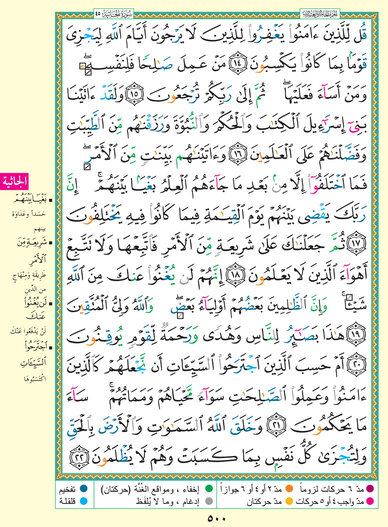 سورة الجاثية ٤٥
قُل لِّلَّذِينَ ءَامَنُوا۟ يَغْفِرُوا۟ لِلَّذِينَ لَا يَرْجُونَ أَيَّامَ ٱللَّهِ لِيَجْزِىَ
قَوْمًۢا بِمَا كَانُوا۟ يَكْسِبُونَ ١٤ مَنْ عَمِلَ صَـٰلِحًا فَلِنَفْسِهِۦ
وَمَنْ أَسَآءَ فَعَلَيْهَا ثُمَّ إِلَىٰ رَبِّكُمْ تُرْجَعُونَ ١٥ وَلَقَدْ ءَاتَيْنَا
بَنِىٓ إِسْرَٰٓءِيلَ ٱلْكِتَـٰبَ وَٱلْحُكْمَ وَٱلنُّبُوَّةَ وَرَزَقْنَـٰهُم مِّنَ ٱلطَّيِّبَـٰتِ
وَفَضَّلْنَـٰهُمْ عَلَى ٱلْعَـٰلَمِينَ ١٦ وَءَاتَيْنَـٰهُم بَيِّنَـٰتٍ مِّنَ ٱلْأَمْرِ
فَمَا ٱخْتَلَفُوٓا۟ إِلَّا مِنۢ بَعْدِ مَا جَآءَهُمُ ٱلْعِلْمُ بَغْيًۢا بَيْنَهُمْ إِنَّ
رَبَّكَ يَقْضِى بَيْنَهُمْ يَوْمَ ٱلْقِيَـٰمَةِ فِيمَا كَانُوا۟ فِيهِ يَخْتَلِفُونَ
١٧ ثُمَّ جَعَلْنَـٰكَ عَلَىٰ شَرِيعَةٍ مِّنَ ٱلْأَمْرِ فَٱتَّبِعْهَا وَلَا تَتَّبِعْ
أَهْوَآءَ ٱلَّذِينَ لَا يَعْلَمُونَ ١٨ إِنَّهُمْ لَن يُغْنُوا۟ عَنكَ مِنَ ٱللَّهِ
شَيْـًٔا وَإِنَّ ٱلظَّـٰلِمِينَ بَعْضُهُمْ أَوْلِيَآءُ بَعْضٍ وَٱللَّهُ وَلِىُّ ٱلْمُتَّقِينَ
١٩ هَـٰذَا بَصَـٰٓئِرُ لِلنَّاسِ وَهُدًى وَرَحْمَةٌ لِّقَوْمٍ يُوقِنُونَ
٢٠ أَمْ حَسِبَ ٱلَّذِينَ ٱجْتَرَحُوا۟ ٱلسَّيِّـَٔاتِ أَن نَّجْعَلَهُمْ كَٱلَّذِينَ
ءَامَنُوا۟ وَعَمِلُوا۟ ٱلصَّـٰلِحَـٰتِ سَوَآءً مَّحْيَاهُمْ وَمَمَاتُهُمْ سَآءَ
مَا يَحْكُمُونَ ٢١ وَخَلَقَ ٱللَّهُ ٱلسَّمَـٰوَٰتِ وَٱلْأَرْضَ بِٱلْحَقِّ
وَلِتُجْزَىٰ كُلُّ نَفْسٍۭ بِمَا كَسَبَتْ وَهُمْ لَا يُظْلَمُونَ ٢٢
الجاثية
بَغْيًۢا بَيْنَهُمْ
حسداً وعداوة
بينهم
شَرِيعَةٍ مِّنَ
ٱلْأَمْرِ
طريقةٍ ومنهاجٍ
من الدين
لَن يُغْنُوا۟
عَنكَ
لن يدفعوا عنك
ٱجْتَرَحُوا۟
ٱلسَّيِّـَٔاتِ
اكتسبوها
مدّ ٦ حركات لزوماً مدّ ٢ أو ٤ أو ٦ جوازاً إخفاء، ومواقع الغُنَّة (حركتان) تفخيم
مدّ واجب ٤ أو ٥ حركات مدّ حركتان إدغام، وما لا يُلفَظ قلقلة
٥٠٠